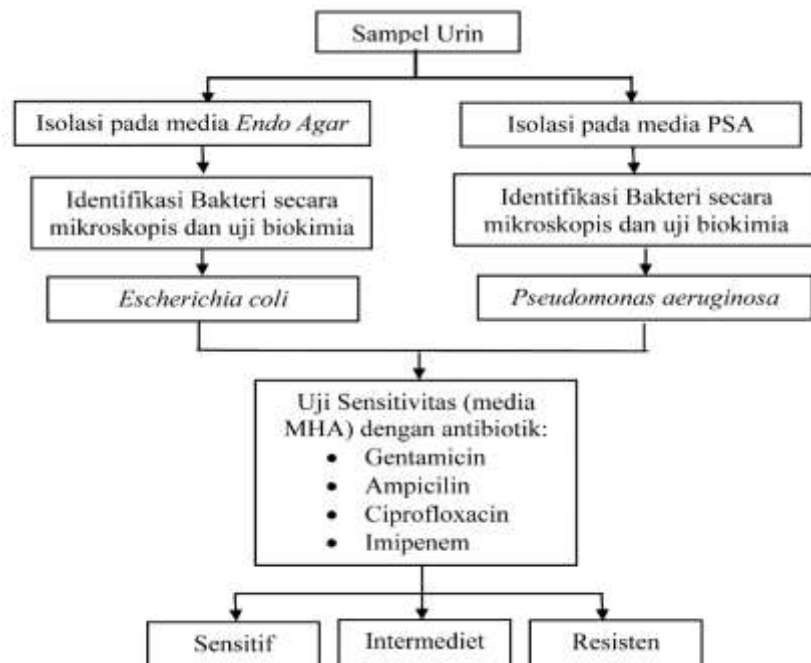 Sampel Urin
Isolasi pada media Endo Agar
Isolasi pada media PSA
Identifikasi Bakteri secara
mikroskopis dan uji biokimia
Identifikasi Bakteri secara
mikroskopis dan uji biokimia
Escherichia coli
Pseudomonas aeruginosa
Uji Sensitivitas (media
MHA) dengan antibiotik:
• Gentamicin
• Ampicilin
• Ciprofloxacin
• Imipenem
Sensitif
Intermediet
Resisten